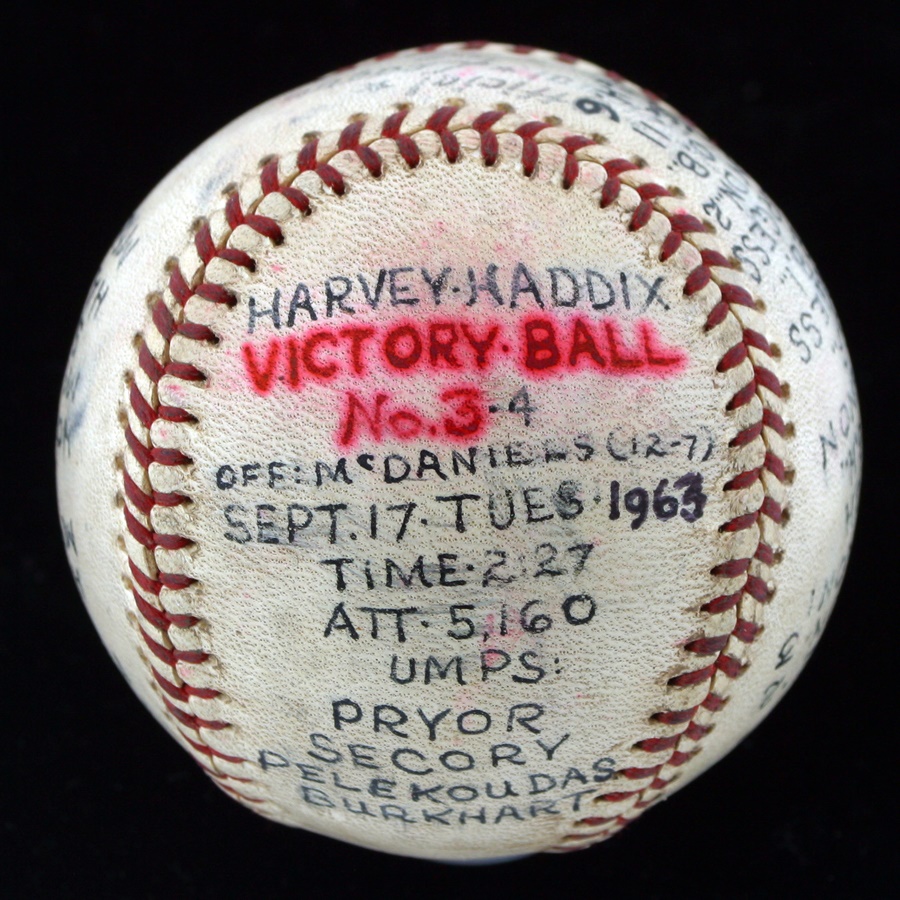 HARVEY·HADDIX
VICTORY·BALL
No.3·4
OFF: McDANIELS (12-7)
SEPT.17·TUES·1963
TIME·2:27
ATT·5,160
UMPS:
PRYOR
SECORY
PELEKOUDAS
BURKHART